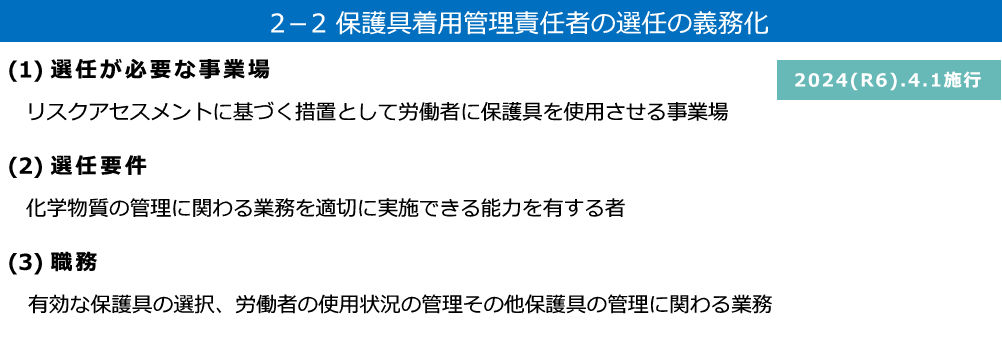 2－2 保護具着用管理責任者の選任の義務化
(1) 選任が必要な事業場
2024(R6).4.1施行
リスクアセスメントに基づく措置として労働者に保護具を使用させる事業場
(2) 選任要件
化学物質の管理に関わる業務を適切に実施できる能力を有する者
(3) 職務
有効な保護具の選択、労働者の使用状況の管理その他保護具の管理に関わる業務